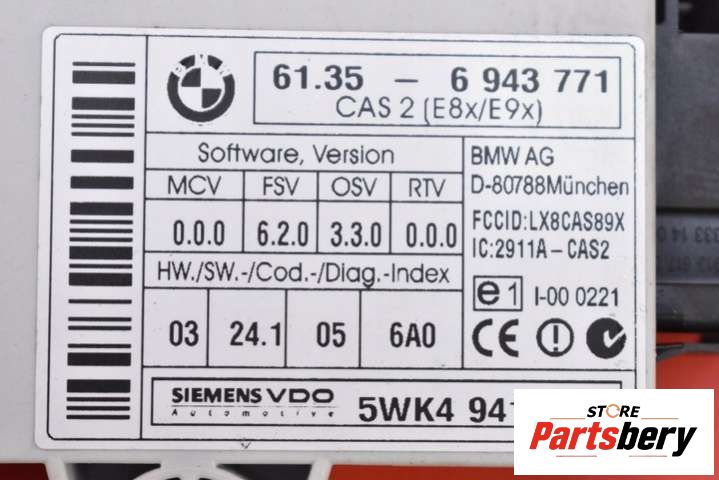 BMW
61.35 - 6 943 771
CAS 2 (E8x/E9x)
Software, Version
MCV FSV OSV RTV
0.0.0 6.2.0 3.3.0 0.0.0
HW./SW.-/Cod.-/Diag.-Index
03 24.1 05 6A0
BMW AG
D-80788München
FCCID:LX8CAS89X
IC:2911A-CAS2
e1 I-00 0221
CE
SIEMENS VDO
Automotive
5WK4
STORE
Partsbery